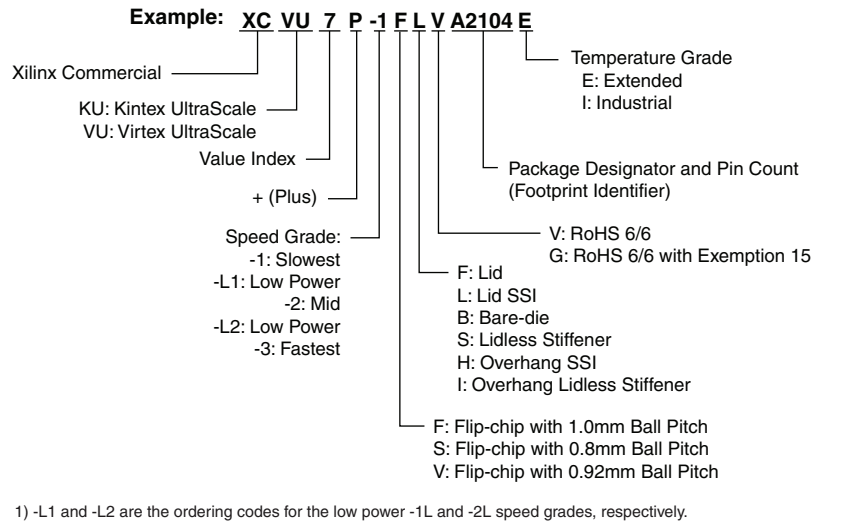 Example: XC VU 7 P -1 F L V A2104 E
Xilinx Commercial
KU: Kintex UltraScale
VU: Virtex UltraScale
Value Index
+ (Plus)
Speed Grade:
-1: Slowest
-L1: Low Power
-2: Mid
-L2: Low Power
-3: Fastest
Temperature Grade
E: Extended
I: Industrial
Package Designator and Pin Count
(Footprint Identifier)
V: RoHS 6/6
G: RoHS 6/6 with Exemption 15
F: Lid
L: Lid SSI
B: Bare-die
S: Lidless Stiffener
H: Overhang SSI
I: Overhang Lidless Stiffener
F: Flip-chip with 1.0mm Ball Pitch
S: Flip-chip with 0.8mm Ball Pitch
V: Flip-chip with 0.92mm Ball Pitch
1) -L1 and -L2 are the ordering codes for the low power -1L and -2L speed grades, respectively.